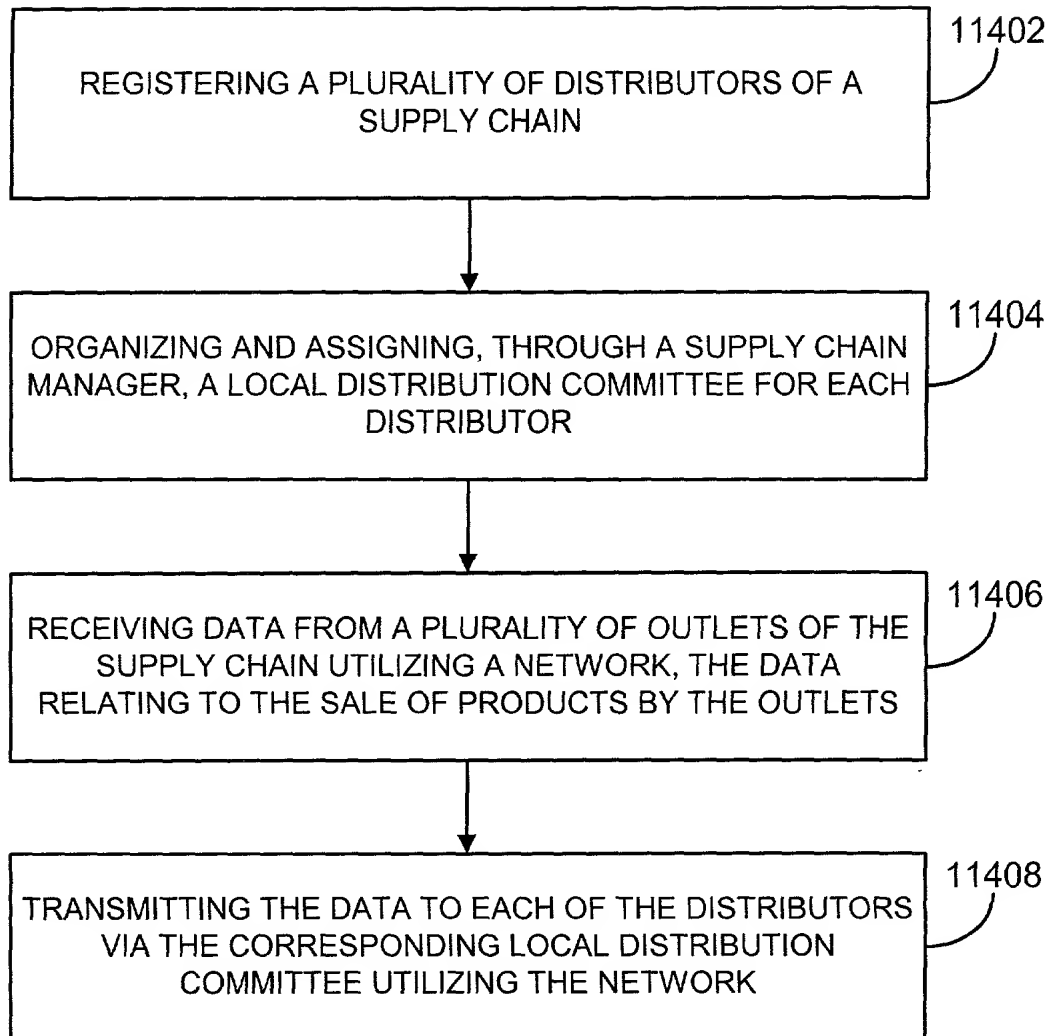 11402
REGISTERING A PLURALITY OF DISTRIBUTORS OF A
SUPPLY CHAIN
11404
ORGANIZING AND ASSIGNING, THROUGH A SUPPLY CHAIN
MANAGER, A LOCAL DISTRIBUTION COMMITTEE FOR EACH
DISTRIBUTOR
11406
RECEIVING DATA FROM A PLURALITY OF OUTLETS OF THE
SUPPLY CHAIN UTILIZING A NETWORK, THE DATA
RELATING TO THE SALE OF PRODUCTS BY THE OUTLETS
11408
TRANSMITTING THE DATA TO EACH OF THE DISTRIBUTORS
VIA THE CORRESPONDING LOCAL DISTRIBUTION
COMMITTEE UTILIZING THE NETWORK